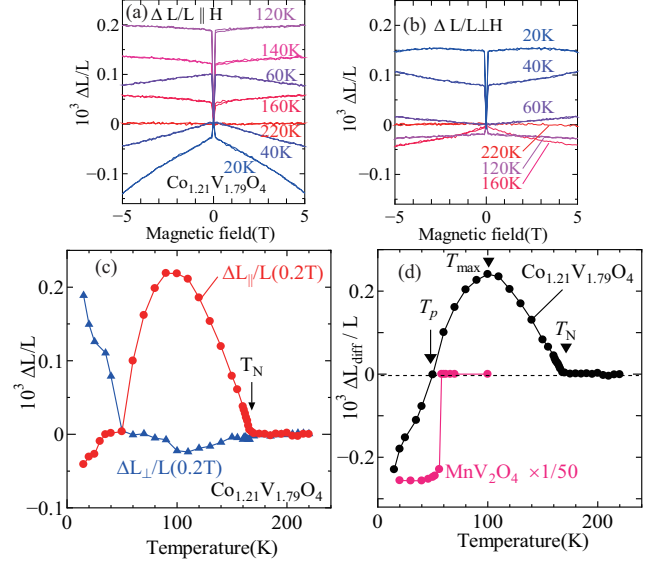 (a) Δ L/L ∥ H
120K
140K
60K
160K
220K
40K
20K
Co1.21V1.79O4
10³ ΔL/L
0.2
0.1
0
−0.1
−5
0
5
Magnetic field(T)
(b) Δ L/L⊥H
20K
40K
60K
220K
120K
160K
10³ ΔL/L
0.2
0.1
0
−0.1
−5
0
5
Magnetic field(T)
(c)
ΔL∥/L(0.2T)
TN
ΔL⊥/L(0.2T)
Co1.21V1.79O4
10³ ΔL/L
0.2
0.1
0
−0.1
0
100
200
Temperature(K)
(d)
Tmax
Co1.21V1.79O4
Tp
TN
MnV2O4 ×1/50
10³ ΔLdiff / L
0.2
0
−0.2
0
100
200
Temperature(K)